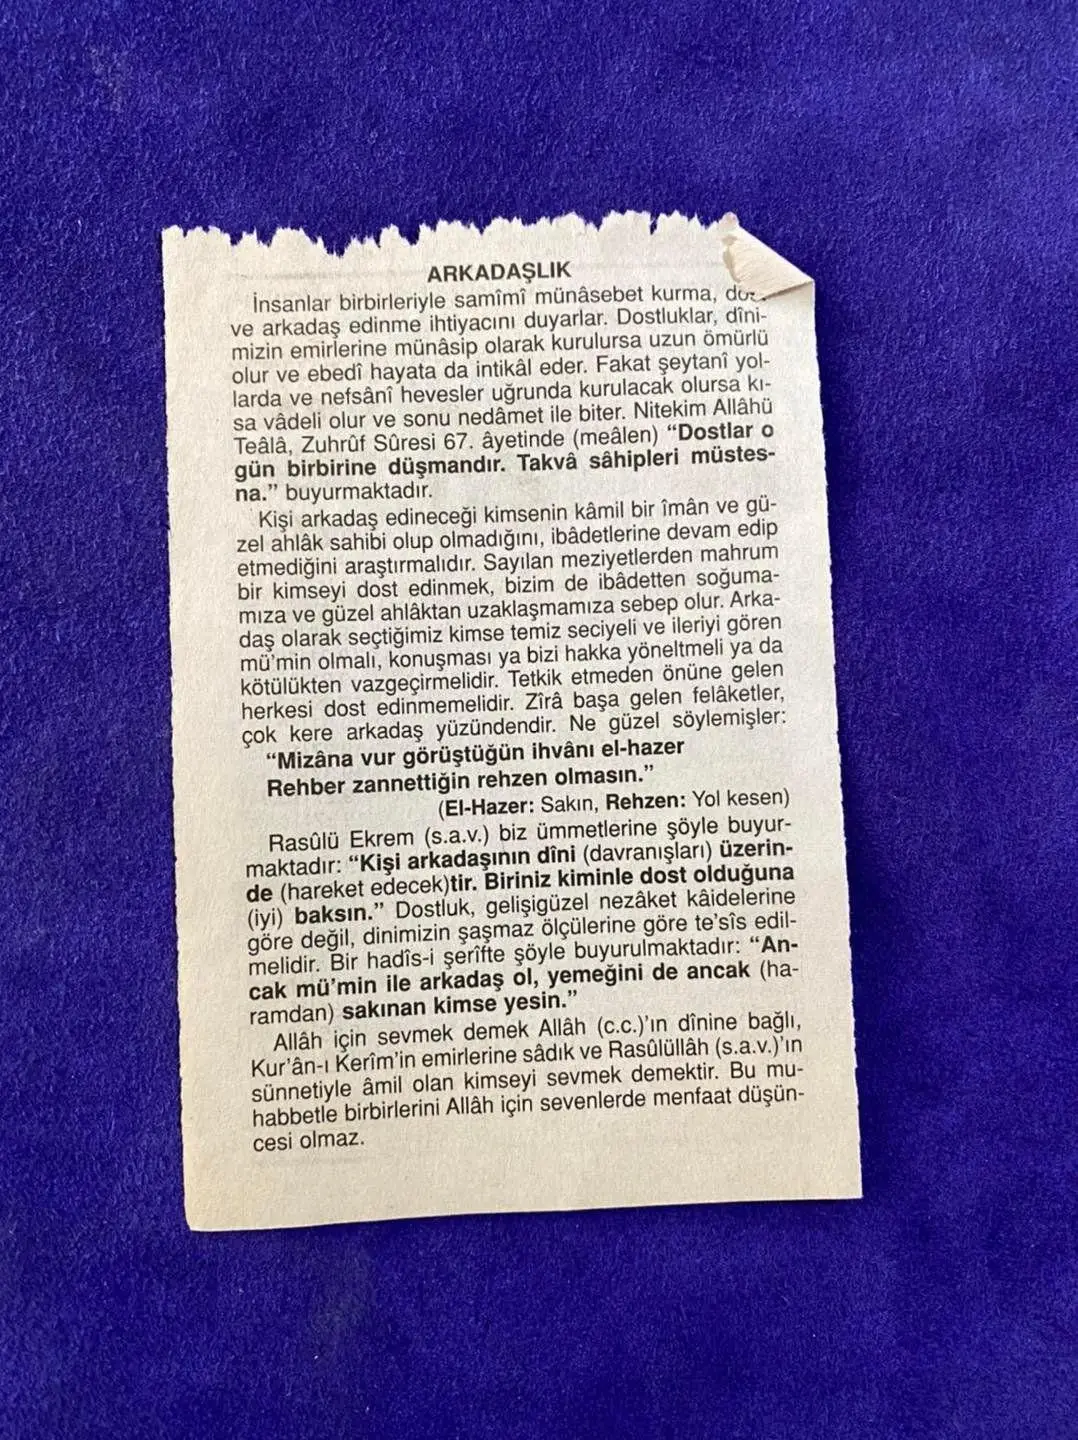 ARKADAŞLIK
İnsanlar birbirleriyle samîmî münâsebet kurma,
ve arkadaş edinme ihtiyacını duyarlar. Dostluklar, dîni-
mizin emirlerine münâsip olarak kurulursa uzun ömürlü
olur ve ebedî hayata da intikâl eder. Fakat şeytanî yol-
larda ve nefsânî hevesler uğrunda kurulacak olursa kı-
sa vâdeli olur ve sonu nedâmet ile biter. Nitekim Allâhü
Teâlâ, Zuhrûf Sûresi 67. âyetinde (meâlen) “Dostlar o
gün birbirine düşmandır. Takvâ sâhipleri müstes-
na.” buyurmaktadır.
Kişi arkadaş edineceği kimsenin kâmil bir îmân ve gü-
zel ahlâk sahibi olup olmadığını, ibâdetlerine devam edip
etmediğini araştırmalıdır. Sayılan meziyetlerden mahrum
bir kimseyi dost edinmek, bizim de ibâdetten soğuma-
mıza ve güzel ahlâktan uzaklaşmamıza sebep olur. Arka-
daş olarak seçtiğimiz kimse temiz seciyeli ve ileriyi gören
mü’min olmalı, konuşması ya bizi hakka yöneltmeli ya da
kötülükten vazgeçirmelidir. Tetkik etmeden önüne gelen
herkesi dost edinmemelidir. Zîrâ başa gelen felâketler,
çok kere arkadaş yüzündendir. Ne güzel söylemişler:
“Mizâna vur görüştüğün ihvânı el-hazer
Rehber zannettiğin rehzen olmasın.”
(El-Hazer: Sakın, Rehzen: Yol kesen)
Rasûlü Ekrem (s.a.v.) biz ümmetlerine şöyle buyur-
maktadır: “Kişi arkadaşının dîni (davranışları) üzerin-
de (hareket edecek)tir. Biriniz kiminle dost olduğuna
(iyi) baksın.” Dostluk, gelişigüzel nezâket kâidelerine
göre değil, dinimizin şaşmaz ölçülerine göre te’sîs edil-
melidir. Bir hadîs-i şerîfte şöyle buyurulmaktadır: “An-
cak mü’min ile arkadaş ol, yemeğini de ancak (ha-
ramdan) sakınan kimse yesin.”
Allâh için sevmek demek Allâh (c.c.)’ın dînine bağlı,
Kur’ân-ı Kerîm’in emirlerine sâdık ve Rasûlüllâh (s.a.v.)’ın
sünnetiyle âmil olan kimseyi sevmek demektir. Bu mu-
habbetle birbirlerini Allâh için sevenlerde menfaat düşün-
cesi olmaz.